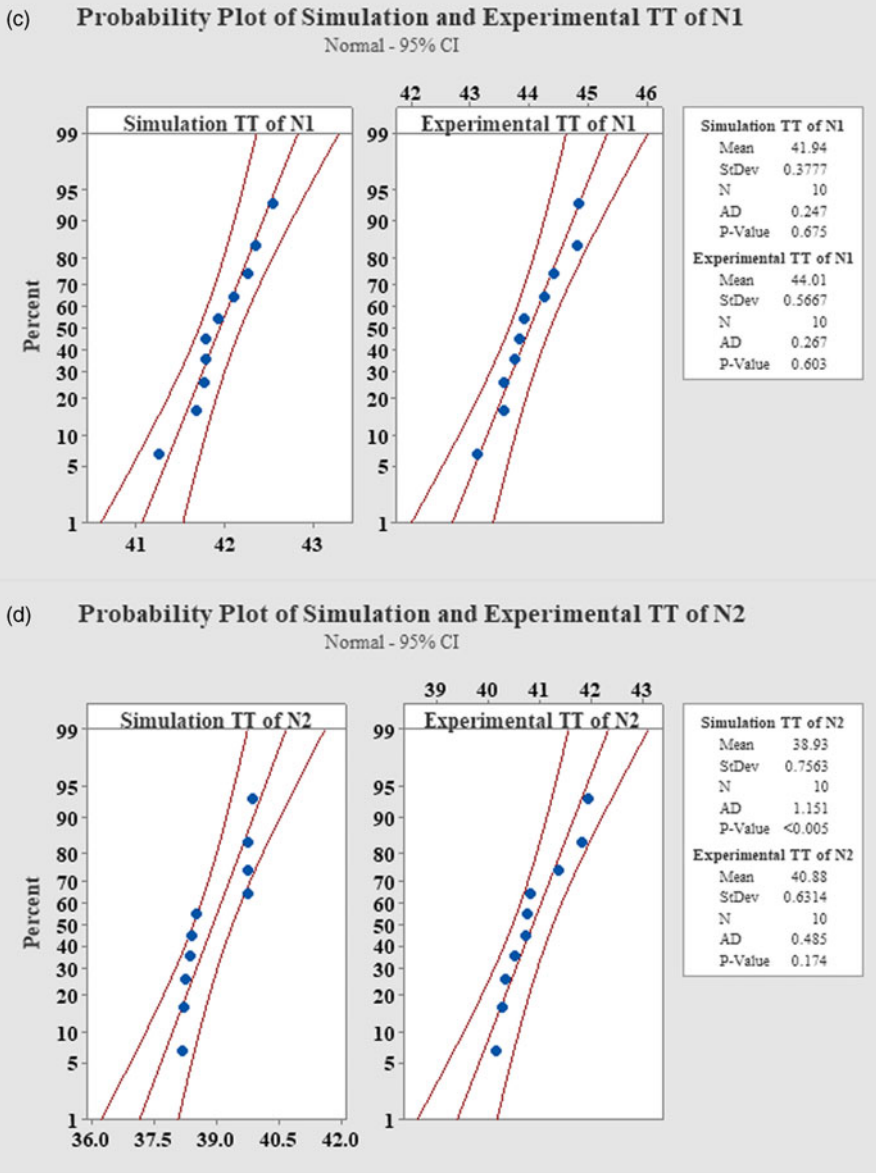 (c) Probability Plot of Simulation and Experimental TT of N1
Normal - 95% CI
42 43 44 45 46
Simulation TT of N1
Experimental TT of N1
99
95
90
80
70
60
50
40
30
20
10
5
1
Percent
41 42 43
99
95
90
80
70
60
50
40
30
20
10
5
1
Simulation TT of N1
Mean 41.94
StDev 0.3777
N 10
AD 0.247
P-Value 0.675
Experimental TT of N1
Mean 44.01
StDev 0.5667
N 10
AD 0.267
P-Value 0.603
(d) Probability Plot of Simulation and Experimental TT of N2
Normal - 95% CI
39 40 41 42 43
Simulation TT of N2
Experimental TT of N2
99
95
90
80
70
60
50
40
30
20
10
5
1
Percent
36.0 37.5 39.0 40.5 42.0
99
95
90
80
70
60
50
40
30
20
10
5
1
Simulation TT of N2
Mean 38.93
StDev 0.7563
N 10
AD 1.151
P-Value <0.005
Experimental TT of N2
Mean 40.88
StDev 0.6314
N 10
AD 0.485
P-Value 0.174